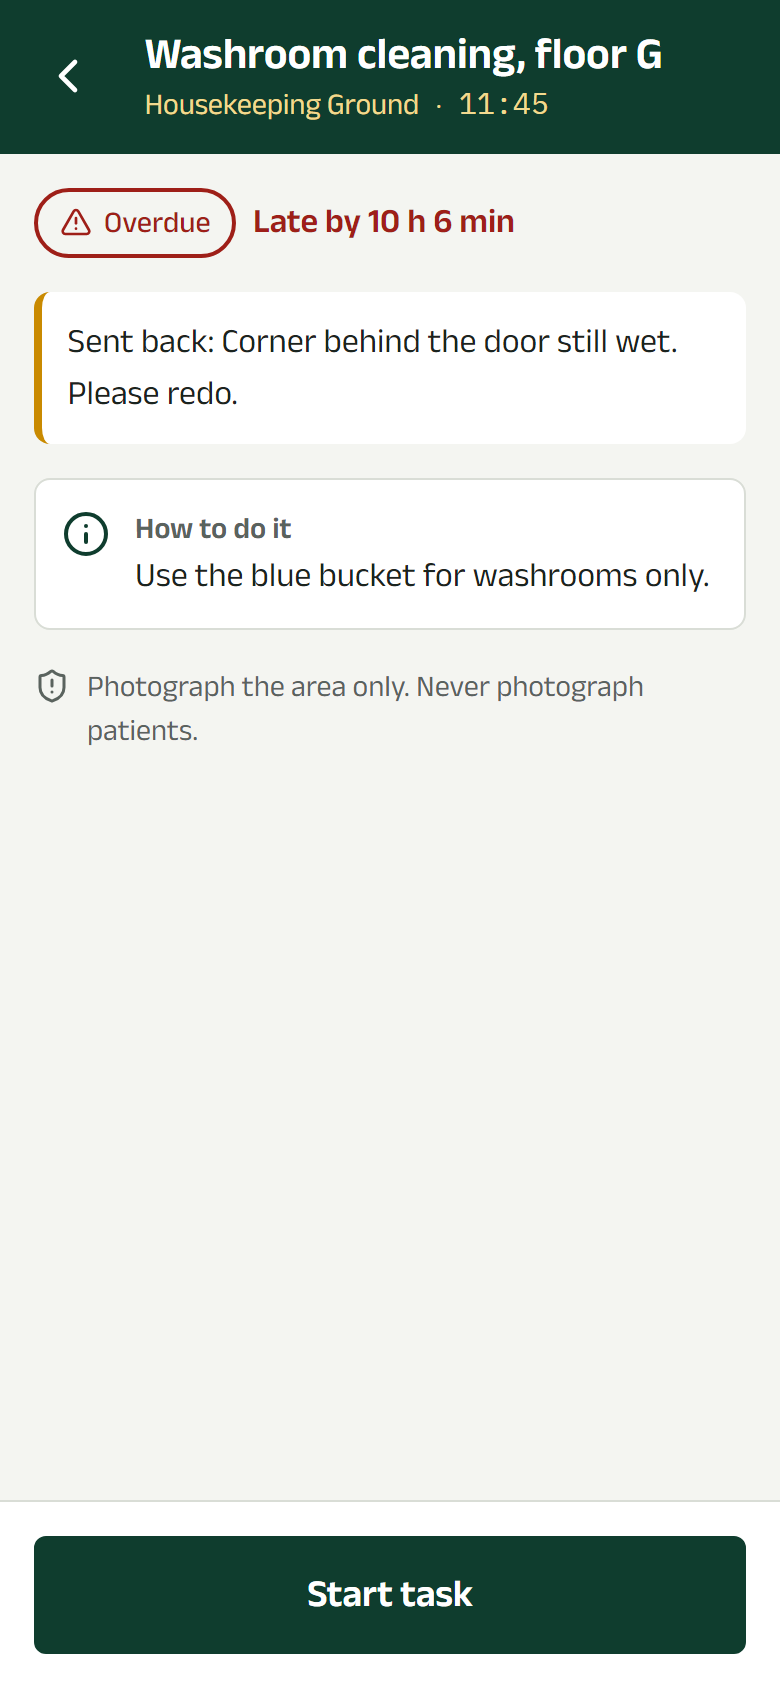 Washroom cleaning, floor G
Housekeeping Ground · 11:45
Overdue Late by 10 h 6 min
Sent back: Corner behind the door still wet.
Please redo.
How to do it
Use the blue bucket for washrooms only.
Photograph the area only. Never photograph
patients.
Start task